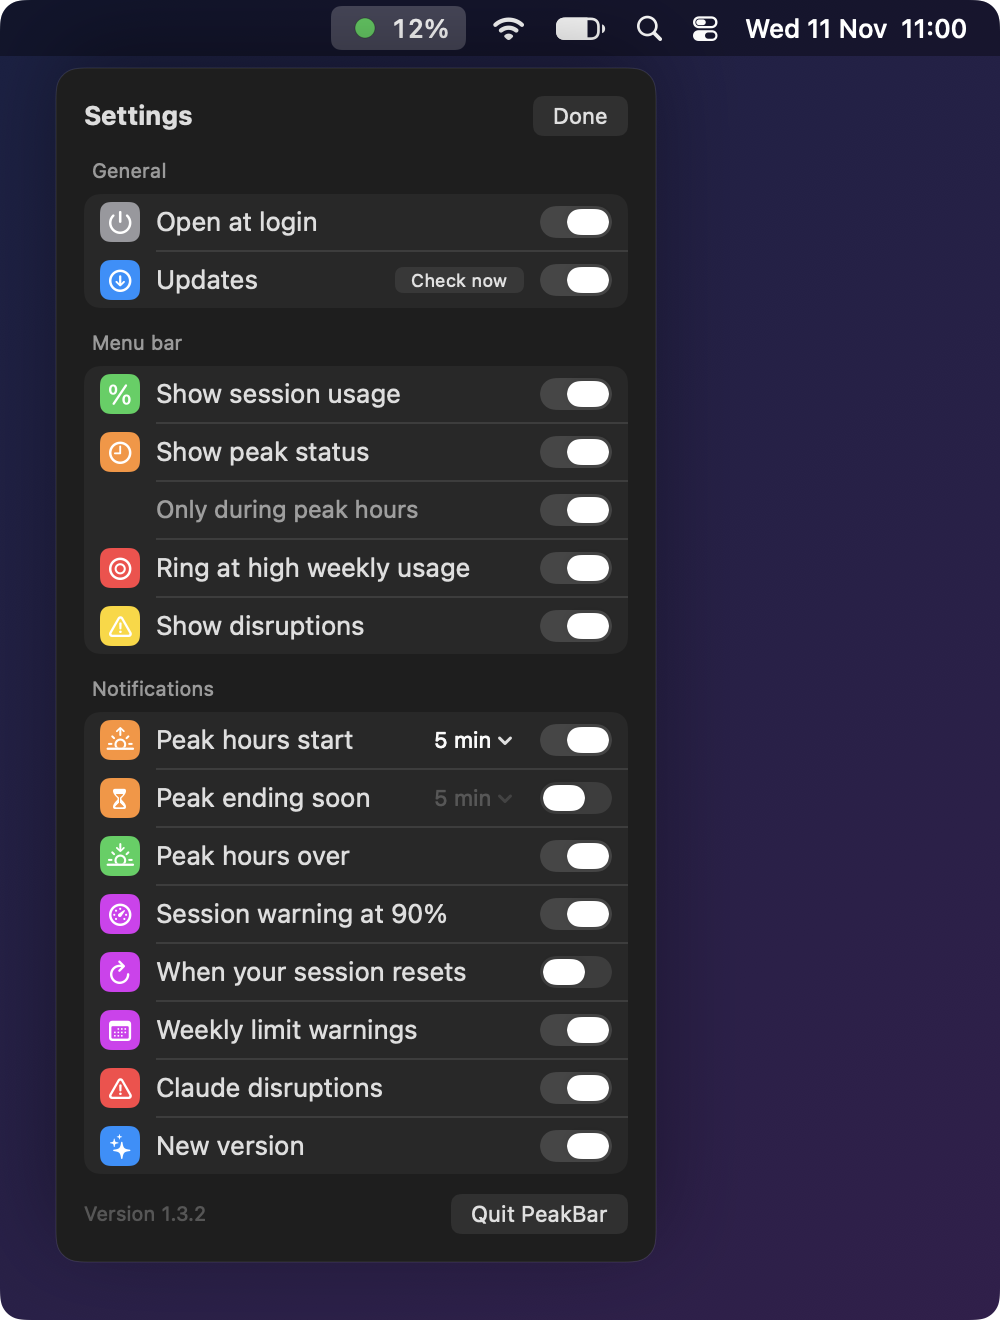 12%
Wed 11 Nov 11:00
Settings
Done
General
Open at login
Updates
Check now
Menu bar
% Show session usage
Show peak status
Only during peak hours
Ring at high weekly usage
Show disruptions
Notifications
Peak hours start
5 min
Peak ending soon
5 min
Peak hours over
Session warning at 90%
When your session resets
Weekly limit warnings
Claude disruptions
New version
Version 1.3.2
Quit PeakBar